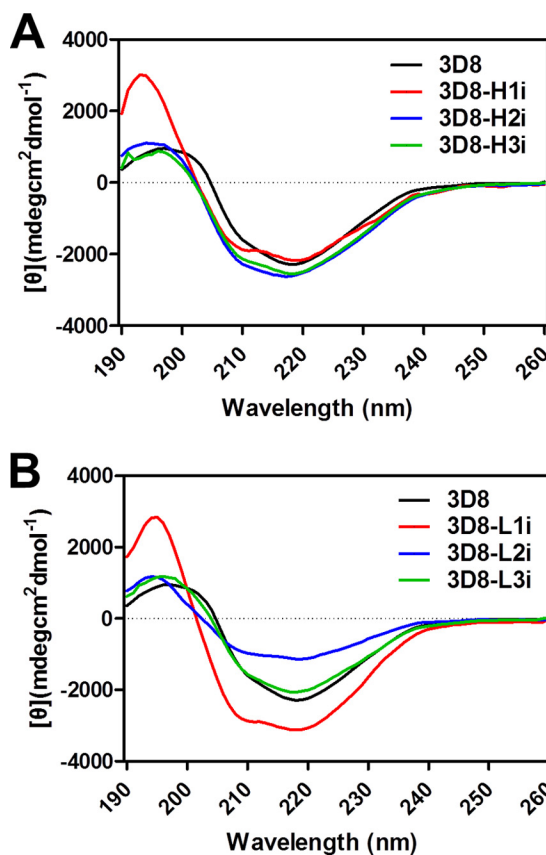 A
4000
2000
0
-2000
-4000
[θ](mdegcm²dmol⁻¹)
3D8
3D8-H1i
3D8-H2i
3D8-H3i
190
200
210
220
230
240
250
260
Wavelength (nm)
B
4000
2000
0
-2000
-4000
[θ](mdegcm²dmol⁻¹)
3D8
3D8-L1i
3D8-L2i
3D8-L3i
190
200
210
220
230
240
250
260
Wavelength (nm)